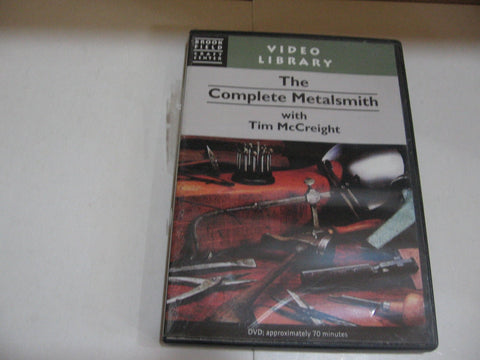 BROOK
FIELD
CRAFT
CENTER
VIDEO
LIBRARY
The
Complete Metalsmith
with
Tim McCreight
DVD; approximately 70 minutes